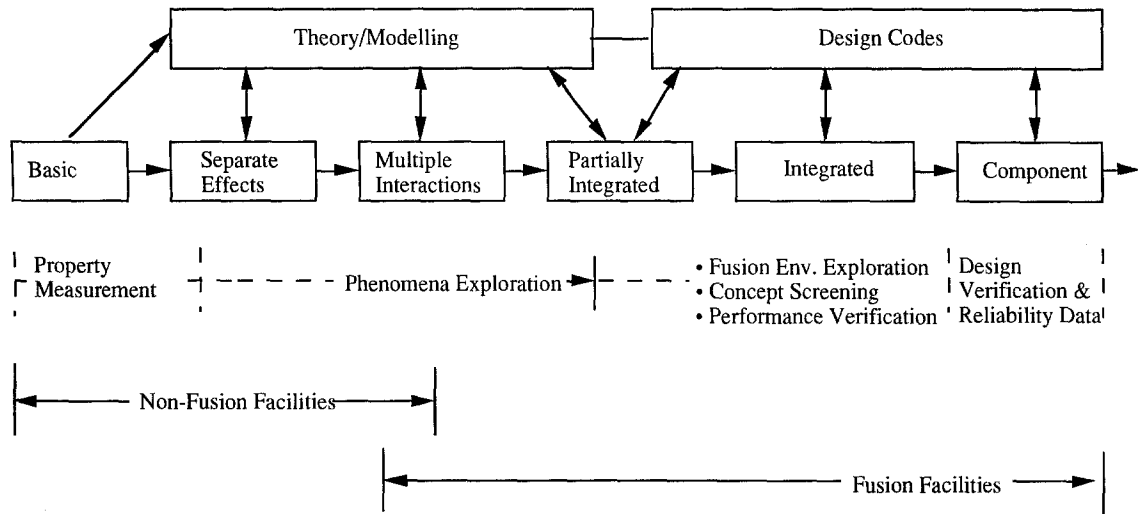 Theory/Modelling
Design Codes
Basic
Separate
Effects
Multiple
Interactions
Partially
Integrated
Integrated
Component
Property
Measurement
Phenomena Exploration
• Fusion Env. Exploration
• Concept Screening
• Performance Verification
Design
Verification &
Reliability Data
Non-Fusion Facilities
Fusion Facilities